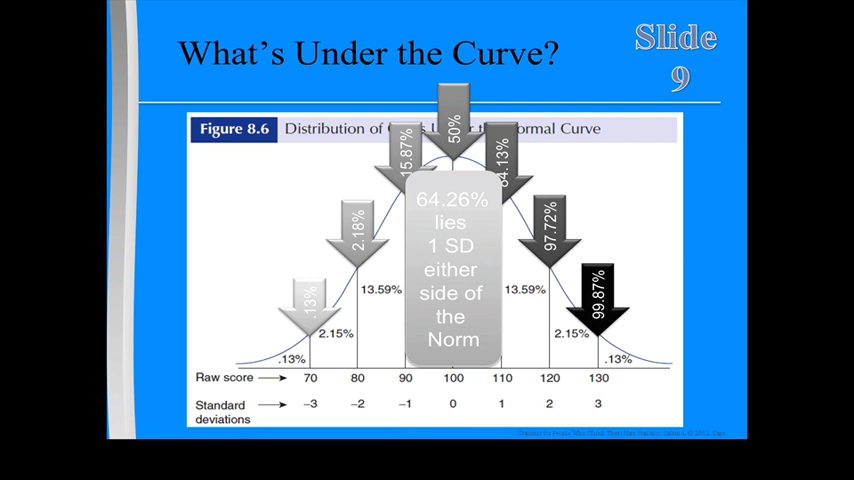 What's Under the Curve?
Slide
9
Figure 8.6 Distribution of
Normal Curve
50%
15.87%
84.13%
2.18%
97.72%
.13%
99.87%
64.26%
lies
1 SD
either
side of
the
Norm
13.59% 13.59%
2.15% 2.15%
.13% .13%
Raw score 70 80 90 100 110 120 130
Standard
deviations
−3 −2 −1 0 1 2 3